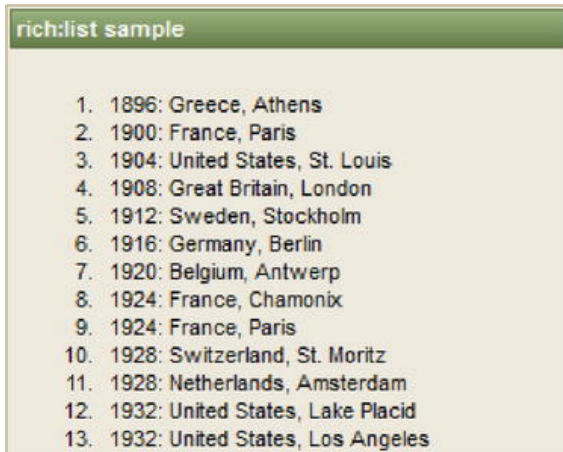 rich:list sample
1. 1896: Greece, Athens
2. 1900: France, Paris
3. 1904: United States, St. Louis
4. 1908: Great Britain, London
5. 1912: Sweden, Stockholm
6. 1916: Germany, Berlin
7. 1920: Belgium, Antwerp
8. 1924: France, Chamonix
9. 1924: France, Paris
10. 1928: Switzerland, St. Moritz
11. 1928: Netherlands, Amsterdam
12. 1932: United States, Lake Placid
13. 1932: United States, Los Angeles